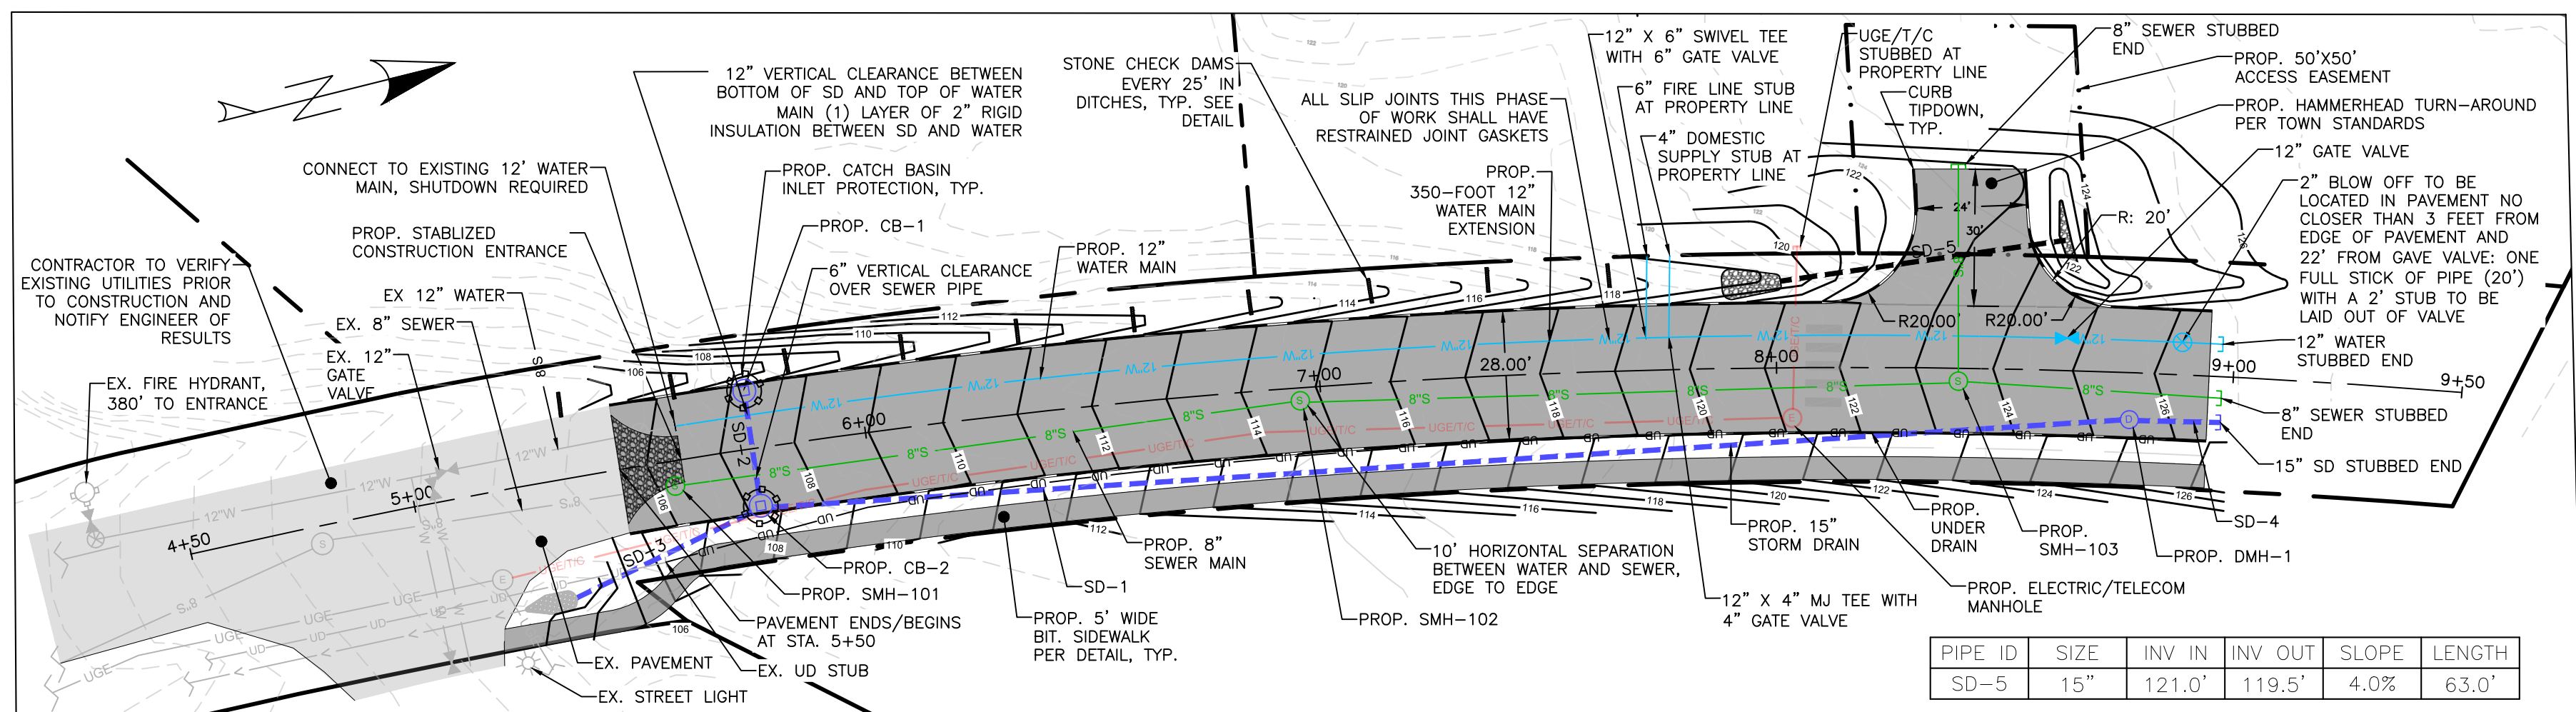 12" VERTICAL CLEARANCE BETWEEN
BOTTOM OF SD AND TOP OF WATER
MAIN (1) LAYER OF 2" RIGID
INSULATION BETWEEN SD AND WATER
STONE CHECK DAMS
EVERY 25' IN
DITCHES, TYP. SEE
DETAIL
ALL SLIP JOINTS THIS PHASE
OF WORK SHALL HAVE
RESTRAINED JOINT GASKETS
12" X 6" SWIVEL TEE
WITH 6" GATE VALVE
6" FIRE LINE STUB
AT PROPERTY LINE
4" DOMESTIC
SUPPLY STUB AT
PROPERTY LINE
UGE/T/C
STUBBED AT
PROPERTY LINE
CURB
TIPDOWN,
TYP.
8" SEWER STUBBED
END
PROP. 50'X50'
ACCESS EASEMENT
PROP. HAMMERHEAD TURN-AROUND
PER TOWN STANDARDS
12" GATE VALVE
2" BLOW OFF TO BE
LOCATED IN PAVEMENT NO
CLOSER THAN 3 FEET FROM
EDGE OF PAVEMENT AND
22' FROM GAVE VALVE: ONE
FULL STICK OF PIPE (20')
WITH A 2' STUB TO BE
LAID OUT OF VALVE
R: 20'
CONNECT TO EXISTING 12' WATER
MAIN, SHUTDOWN REQUIRED
PROP. CATCH BASIN
INLET PROTECTION, TYP.
PROP. STABLIZED
CONSTRUCTION ENTRANCE
PROP. CB-1
6" VERTICAL CLEARANCE
OVER SEWER PIPE
PROP. 12"
WATER MAIN
PROP.
350-FOOT 12"
WATER MAIN
EXTENSION
CONTRACTOR TO VERIFY
EXISTING UTILITIES PRIOR
TO CONSTRUCTION AND
NOTIFY ENGINEER OF
RESULTS
EX 12" WATER
EX. 8" SEWER
EX. 12"
GATE
VALVE
EX. FIRE HYDRANT,
380' TO ENTRANCE
24'
30'
SD-5
R20.00'
R20.00'
28.00'
12" WATER
STUBBED END
8" SEWER STUBBED
END
15" SD STUBBED END
SD-4
PROP. DMH-1
PROP.
SMH-103
PROP.
UNDER
DRAIN
PROP. ELECTRIC/TELECOM
MANHOLE
PROP. 15"
STORM DRAIN
12" X 4" MJ TEE WITH
4" GATE VALVE
10' HORIZONTAL SEPARATION
BETWEEN WATER AND SEWER,
EDGE TO EDGE
PROP. SMH-102
PROP. 8"
SEWER MAIN
SD-1
PROP. 5' WIDE
BIT. SIDEWALK
PER DETAIL, TYP.
PROP. CB-2
PROP. SMH-101
PAVEMENT ENDS/BEGINS
AT STA. 5+50
EX. UD STUB
EX. PAVEMENT
EX. STREET LIGHT
SD-2
SD-3
4+50
5+00
6+00
7+00
8+00
9+00
9+50
106
108
110
112
114
116
118
120
122
124
126
12"W
8"S
UGE/T/C
UGE
UD
S
E
D
PIPE ID SIZE INV IN INV OUT SLOPE LENGTH
SD-5 15" 121.0' 119.5' 4.0% 63.0'